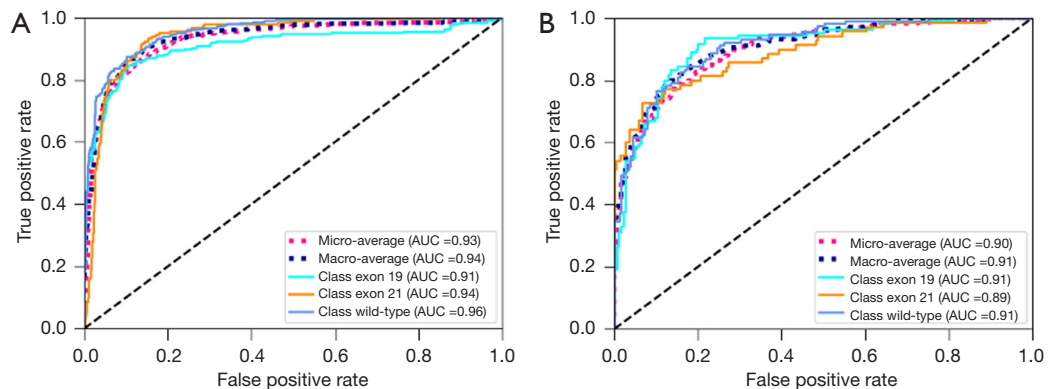 A
True positive rate
1.0
0.8
0.6
0.4
0.2
0.0
Micro-average (AUC =0.93)
Macro-average (AUC =0.94)
Class exon 19 (AUC =0.91)
Class exon 21 (AUC =0.94)
Class wild-type (AUC =0.96)
0.0 0.2 0.4 0.6 0.8 1.0
False positive rate
B
True positive rate
1.0
0.8
0.6
0.4
0.2
0.0
Micro-average (AUC =0.90)
Macro-average (AUC =0.91)
Class exon 19 (AUC =0.91)
Class exon 21 (AUC =0.89)
Class wild-type (AUC =0.91)
0.0 0.2 0.4 0.6 0.8 1.0
False positive rate